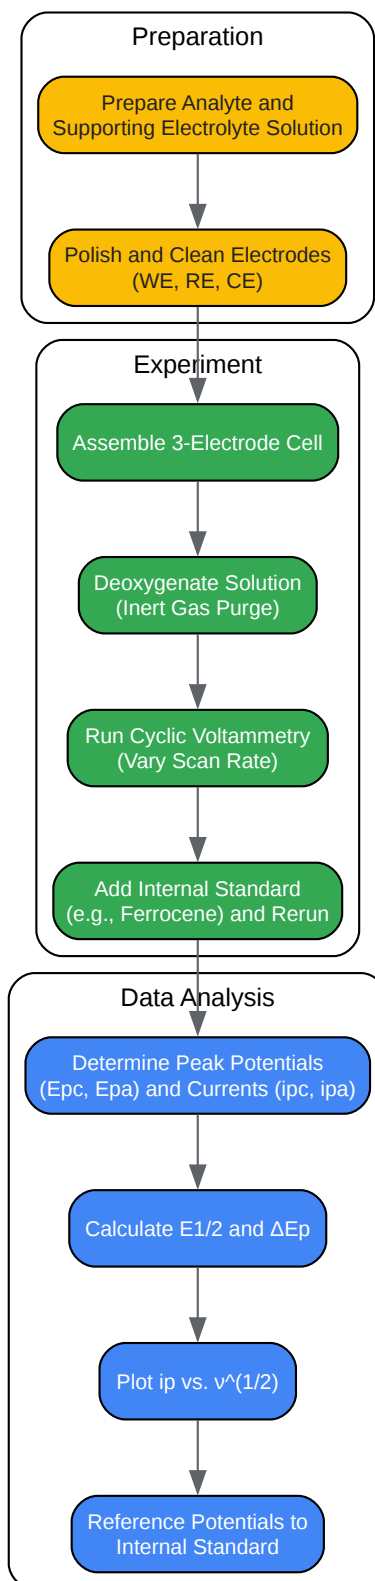 Preparation
Prepare Analyte and
Supporting Electrolyte Solution
Polish and Clean Electrodes
(WE, RE, CE)
Experiment
Assemble 3-Electrode Cell
Deoxygenate Solution
(Inert Gas Purge)
Run Cyclic Voltammetry
(Vary Scan Rate)
Add Internal Standard
(e.g., Ferrocene) and Rerun
Data Analysis
Determine Peak Potentials
(Epc, Epa) and Currents (ipc, ipa)
Calculate E1/2 and ΔEp
Plot ip vs. ν^(1/2)
Reference Potentials to
Internal Standard